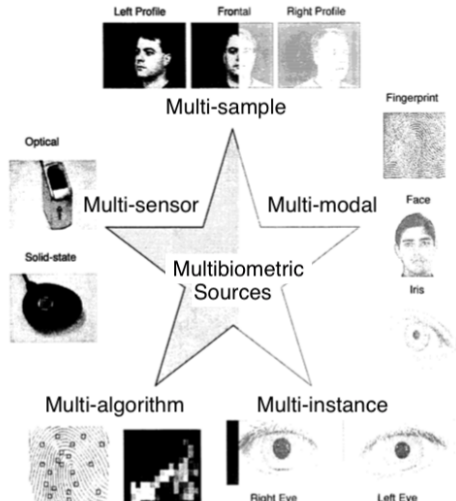 Left Profile
Frontal
Right Profile
Multi-sample
Fingerprint
Optical
Multi-sensor
Multi-modal
Face
Solid-state
Multibiometric
Sources
Iris
Multi-algorithm
Multi-instance
Right Eye
Left Eye